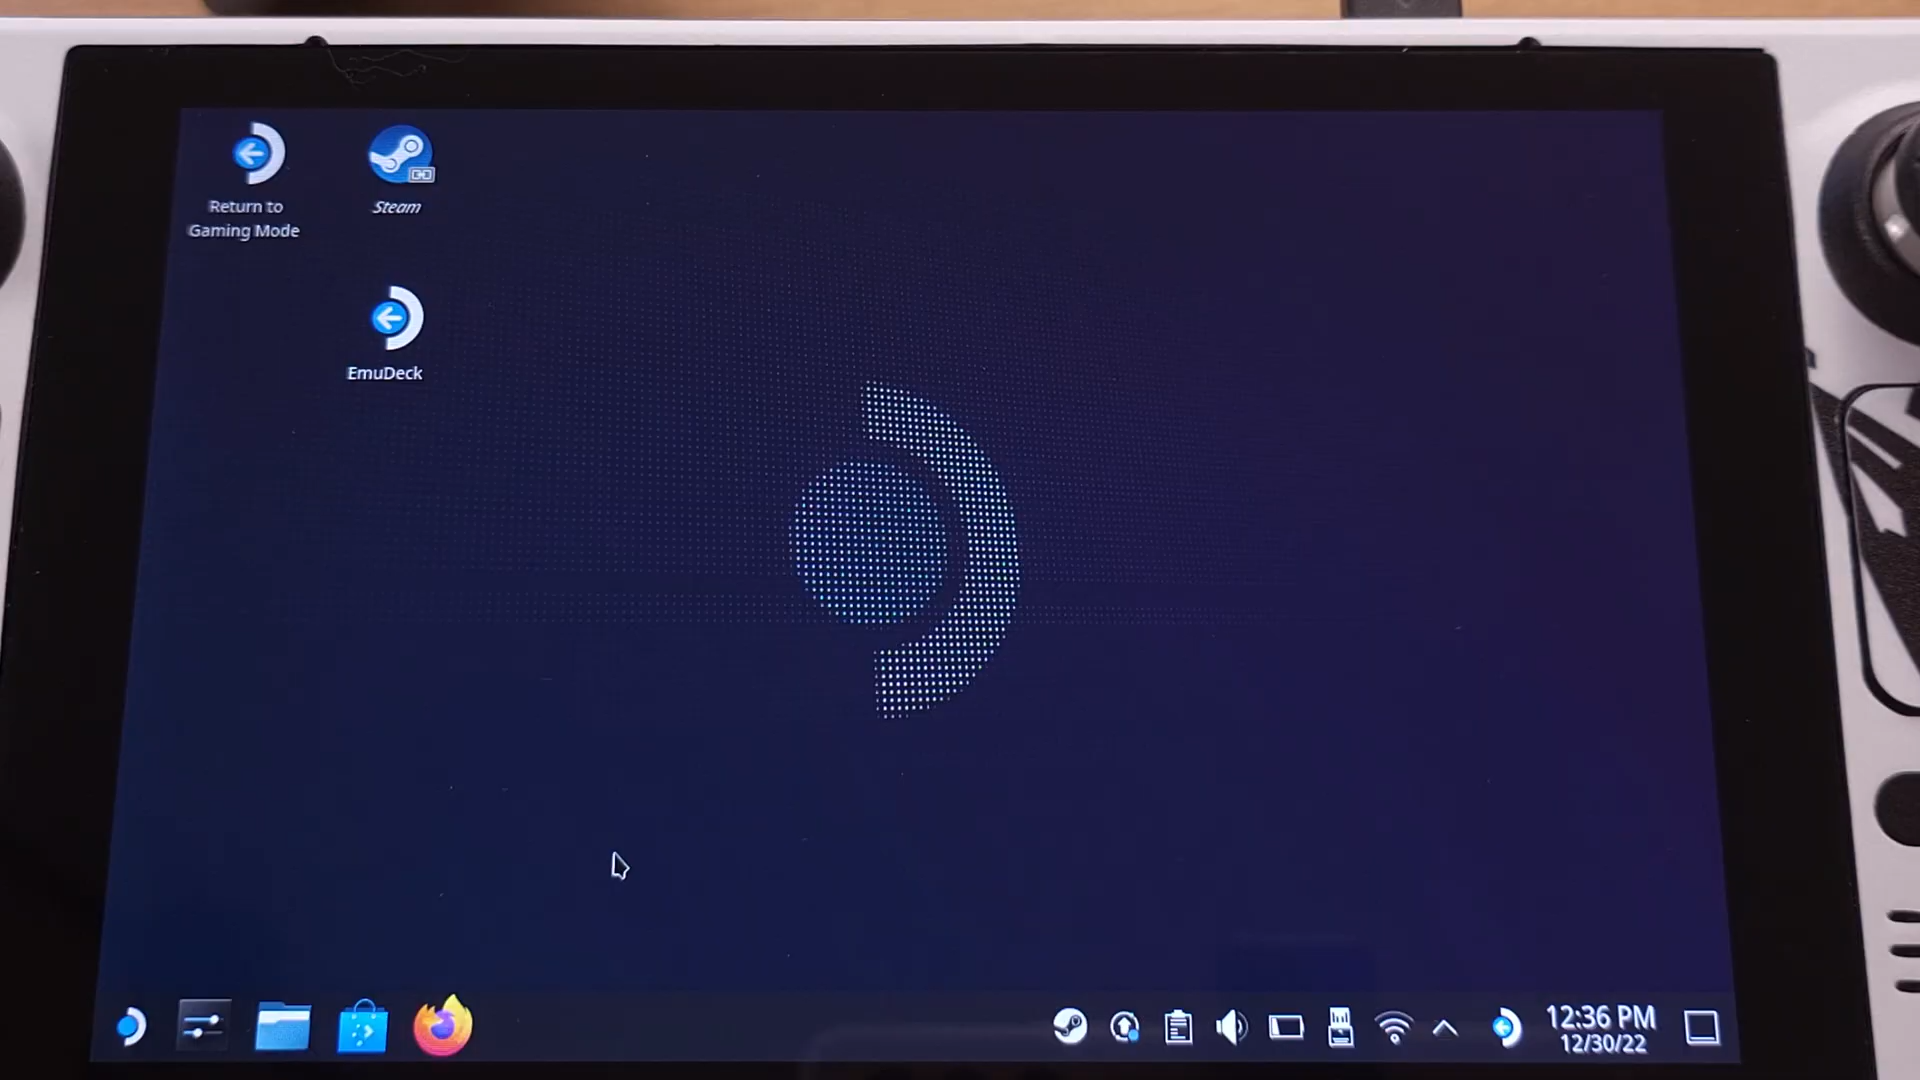 Return to
Gaming Mode
Steam
EmuDeck
12:36 PM
12/30/22